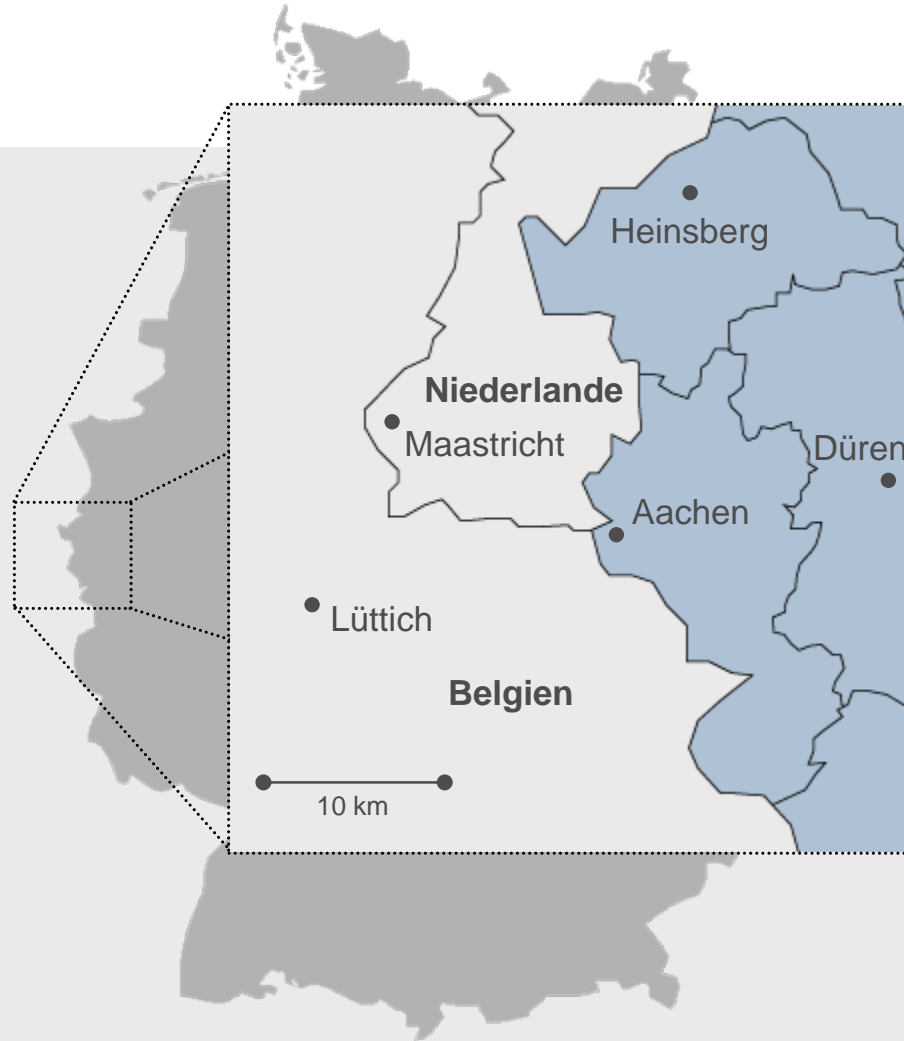 Heinsberg
Niederlande
Maastricht
Düren
Aachen
Lüttich
Belgien
10 km